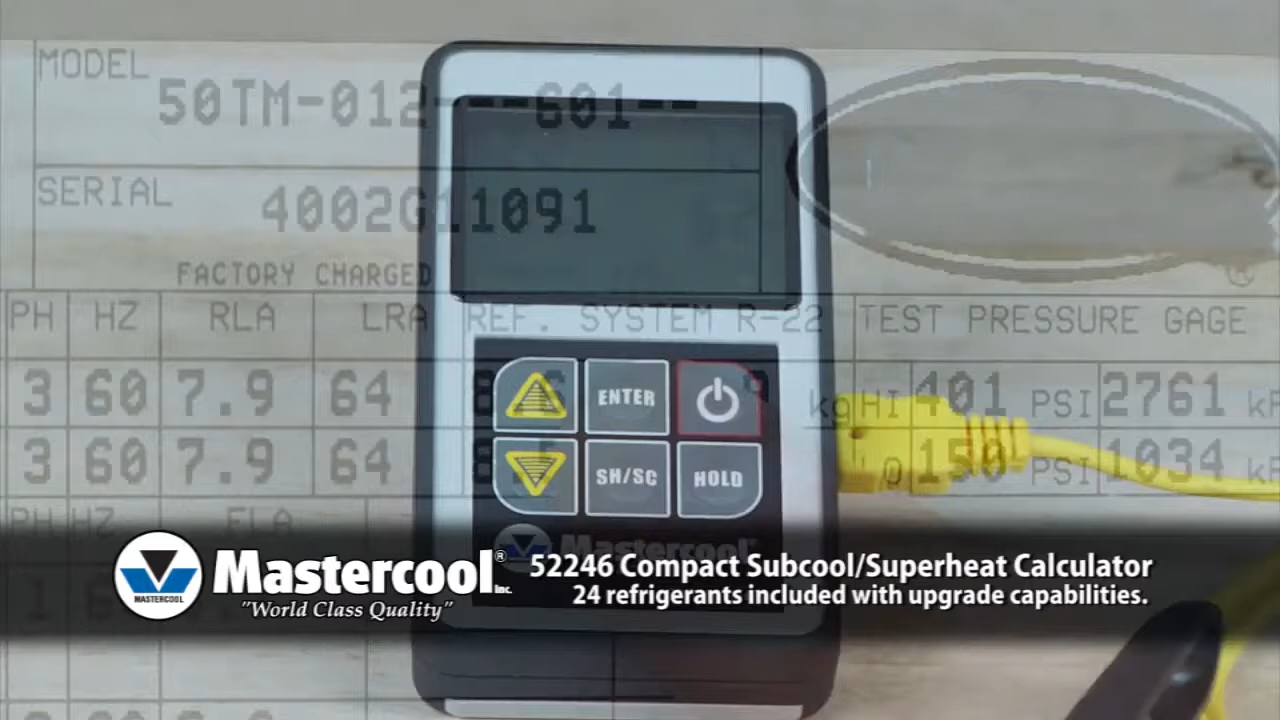 MODEL
50TM-012---601--
SERIAL
4002G11091
FACTORY CHARGED
PH HZ RLA LRA REF. SYSTEM R-22 TEST PRESSURE GAGE
3 60 7.9 64 kg HI 401 PSI 2761
3 60 7.9 64 150 PSI 1034
ENTER
SH/SC HOLD
PH HZ FLA
Mastercool
MASTERCOOL
Mastercool® Inc.
"World Class Quality"
52246 Compact Subcool/Superheat Calculator
24 refrigerants included with upgrade capabilities.